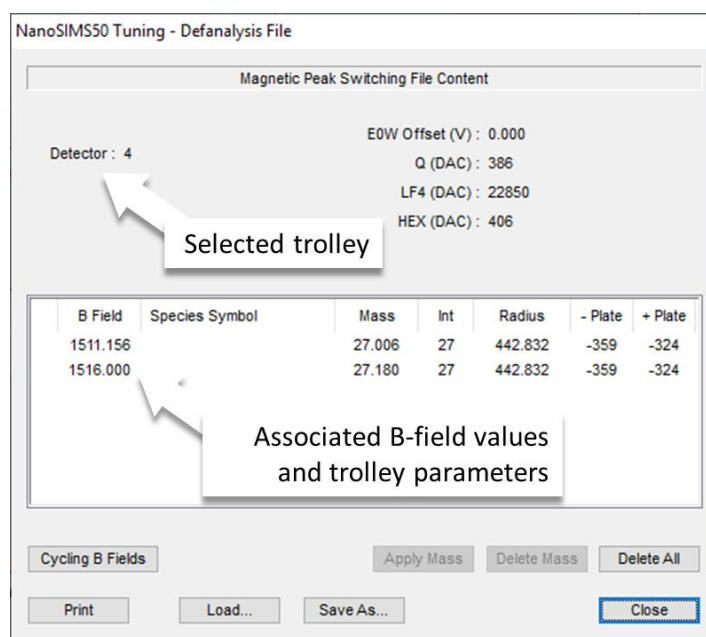 NanoSIMS50 Tuning - Defanalysis File
Magnetic Peak Switching File Content
Detector : 4
E0W Offset (V) : 0.000
Q (DAC) : 386
LF4 (DAC) : 22850
HEX (DAC) : 406
Selected trolley
B Field Species Symbol Mass Int Radius - Plate + Plate
1511.156 27.006 27 442.832 -359 -324
1516.000 27.180 27 442.832 -359 -324
Associated B-field values
and trolley parameters
Cycling B Fields Apply Mass Delete Mass Delete All
Print Load... Save As... Close